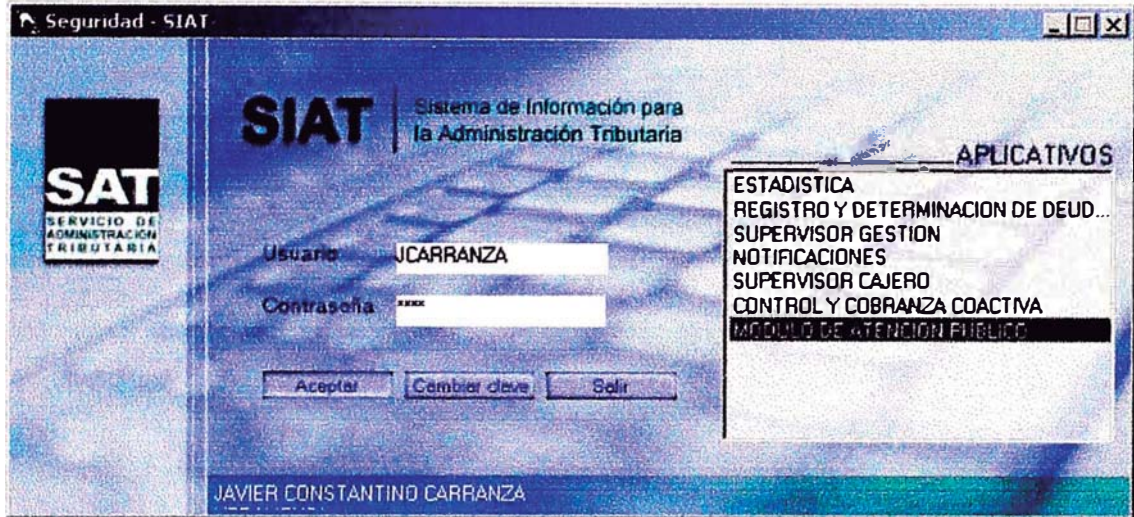 Seguridad - SIAT
SAT
SERVICIO DE
ADMINISTRACIÓN
TRIBUTARIA
SIAT
Sistema de Información para
la Administración Tributaria
Usuario JCARRANZA
Contraseña xxxx
Aceptar Cambiar clave Salir
APLICATIVOS
ESTADISTICA
REGISTRO Y DETERMINACION DE DEUD...
SUPERVISOR GESTION
NOTIFICACIONES
SUPERVISOR CAJERO
CONTROL Y COBRANZA COACTIVA
MODULO DE ATENCION PUBLICO
JAVIER CONSTANTINO CARRANZA